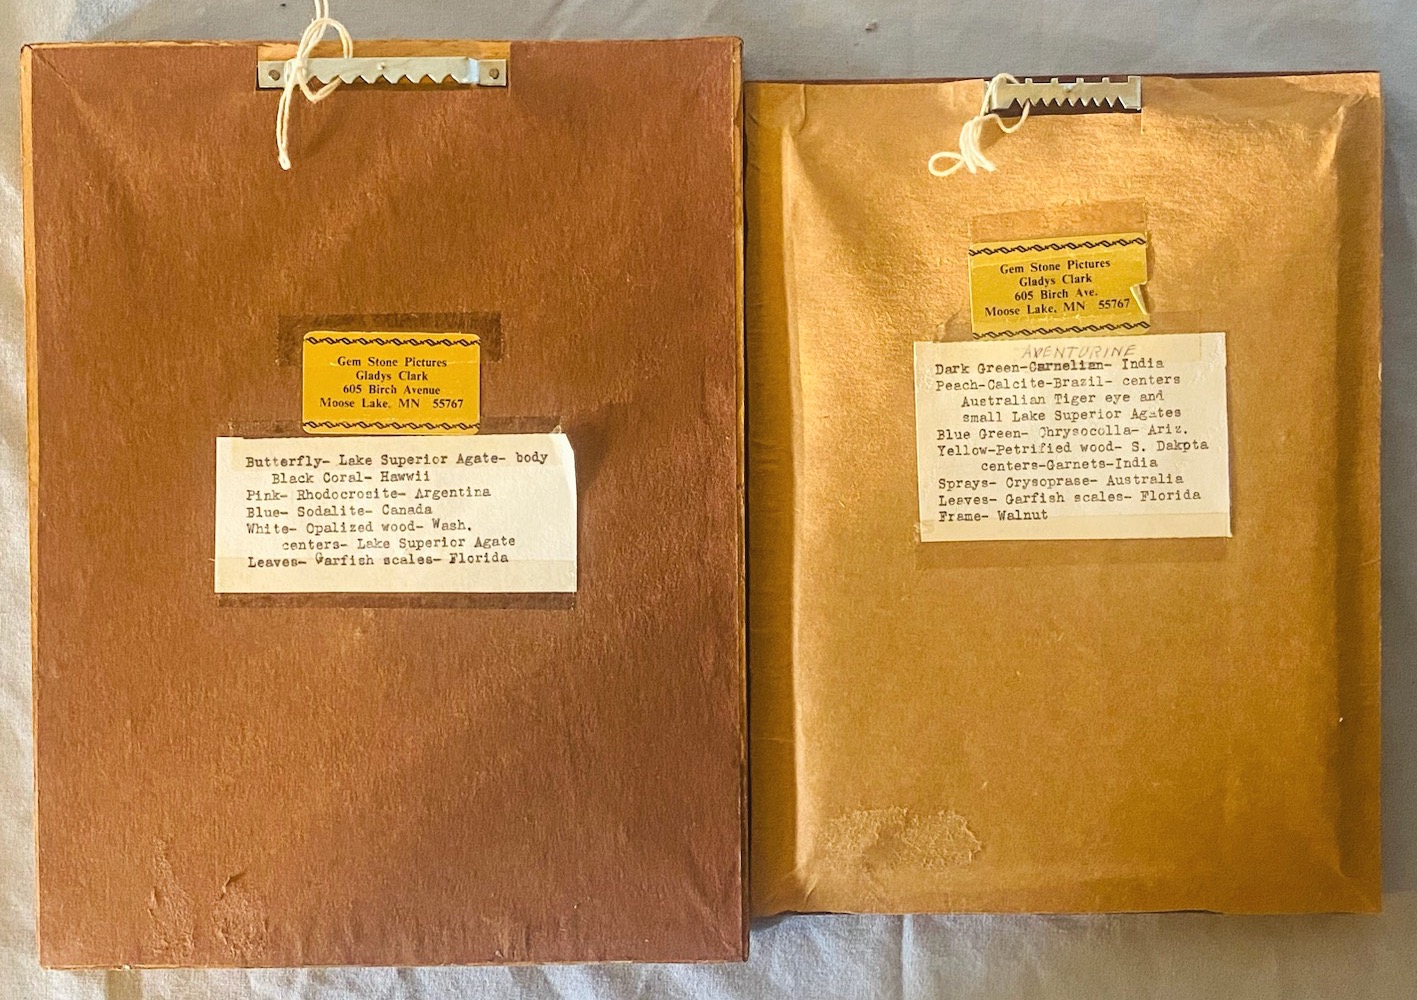 Gem Stone Pictures
Gladys Clark
605 Birch Avenue
Moose Lake, MN 55767
Butterfly- Lake Superior Agate- body
Black Coral- Hawwii
Pink- Rhodocrosite- Argentina
Blue- Sodalite- Canada
White- Opalized wood- Wash.
centers- Lake Superior Agate
Leaves- Garfish scales- Florida
Gem Stone Pictures
Gladys Clark
605 Birch Ave.
Moose Lake, MN 55767
AVENTURINE
Dark Green-Carnelian- India
Peach-Calcite-Brazil- centers
Australian Tiger eye and
small Lake Superior Agates
Blue Green- Chrysocolla- Ariz.
Yellow-Petrified wood- S. Dakota
centers-Garnets-India
Sprays- Crysoprase- Australia
Leaves- Garfish scales- Florida
Frame- Walnut